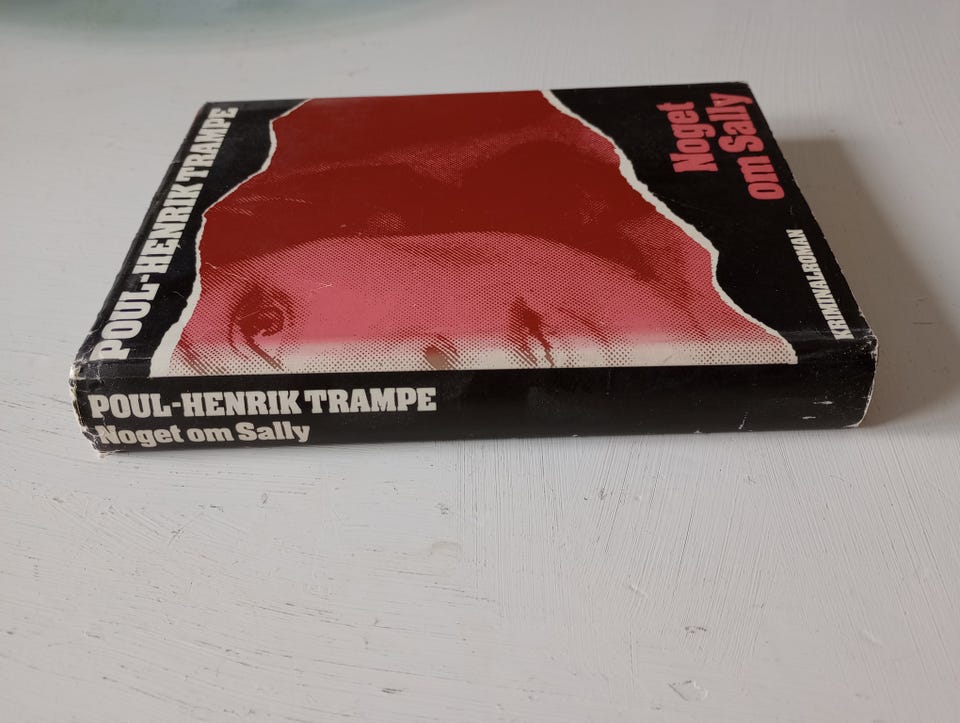 POUL-HENRIK TRAMPE
Noget
om Sally
KRIMINALROMAN
POUL-HENRIK TRAMPE
Noget om Sally